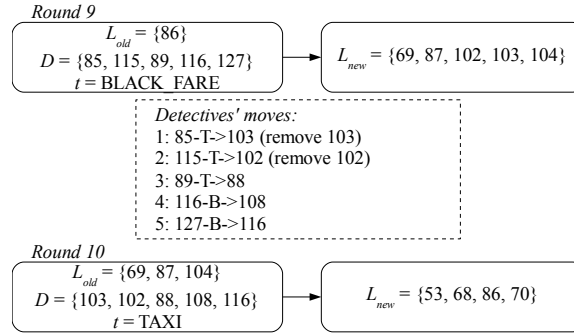 Round 9
L_old = {86}
D = {85, 115, 89, 116, 127}
t = BLACK_FARE
L_new = {69, 87, 102, 103, 104}
Detectives' moves:
1: 85-T->103 (remove 103)
2: 115-T->102 (remove 102)
3: 89-T->88
4: 116-B->108
5: 127-B->116
Round 10
L_old = {69, 87, 104}
D = {103, 102, 88, 108, 116}
t = TAXI
L_new = {53, 68, 86, 70}